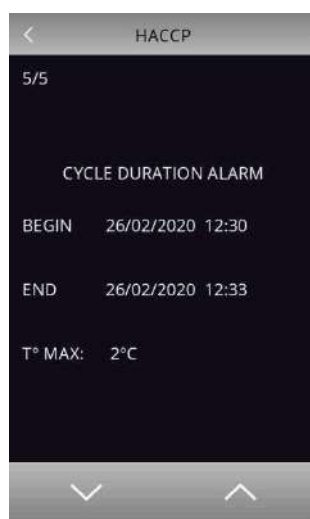 HACCP
5/5
CYCLE DURATION ALARM
BEGIN 26/02/2020 12:30
END 26/02/2020 12:33
T° MAX: 2°C